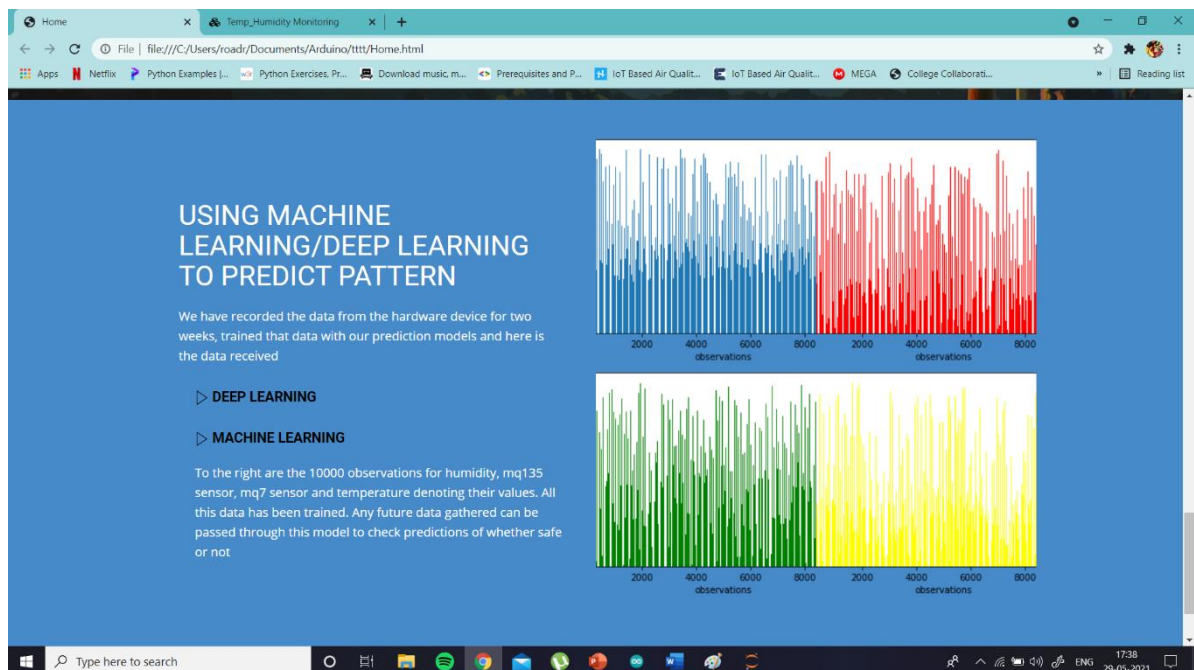 Home
Temp_Humidity Monitoring
File | file:///C:/Users/roadr/Documents/Arduino/tttt/Home.html
Apps
Netflix
Python Examples |...
Python Exercises, Pr...
Download music, m...
Prerequisites and P...
IoT Based Air Qualit...
IoT Based Air Qualit...
MEGA
College Collaborati...
»
Reading list
USING MACHINE
LEARNING/DEEP LEARNING
TO PREDICT PATTERN
We have recorded the data from the hardware device for two
weeks, trained that data with our prediction models and here is
the data received
DEEP LEARNING
MACHINE LEARNING
To the right are the 10000 observations for humidity, mq135
sensor, mq7 sensor and temperature denoting their values. All
this data has been trained. Any future data gathered can be
passed through this model to check predictions of whether safe
or not
2000 4000 6000 8000 2000 4000 6000 8000
observations observations
2000 4000 6000 8000 2000 4000 6000 8000
observations observations
Type here to search
ENG
17:38
29-05-2021